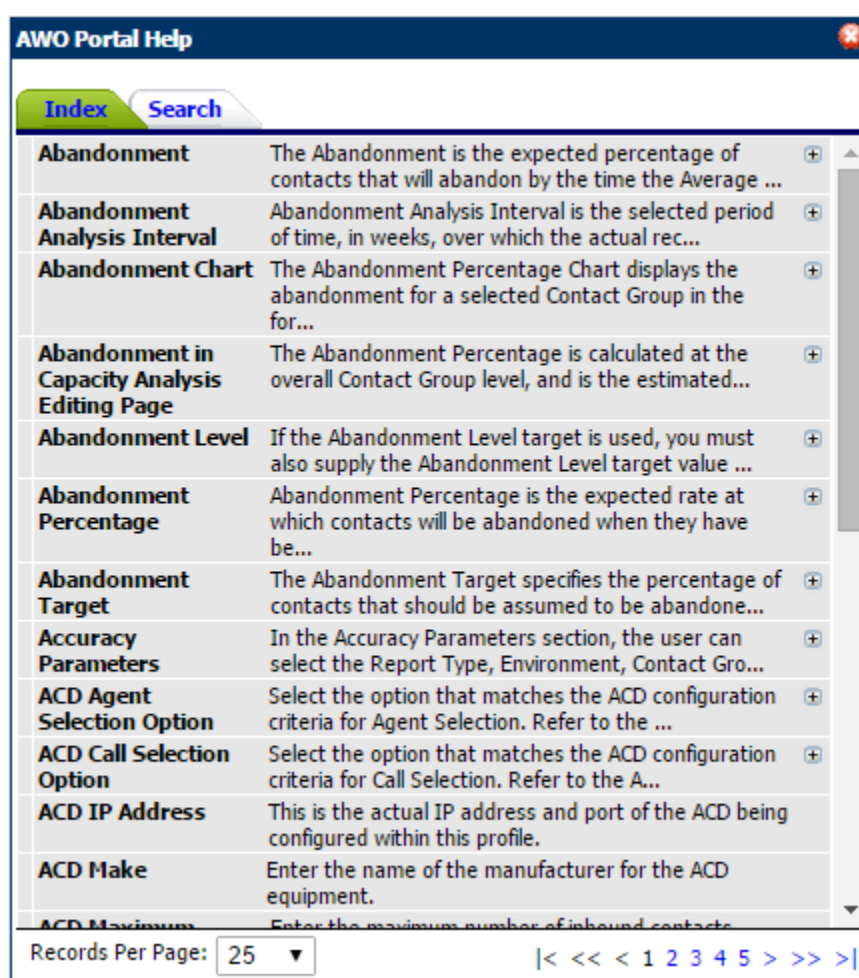 AWO Portal Help
Index Search
Abandonment The Abandonment is the expected percentage of
contacts that will abandon by the time the Average ...
Abandonment Abandonment Analysis Interval is the selected period
Analysis Interval of time, in weeks, over which the actual rec...
Abandonment Chart The Abandonment Percentage Chart displays the
abandonment for a selected Contact Group in the
for...
Abandonment in The Abandonment Percentage is calculated at the
Capacity Analysis overall Contact Group level, and is the estimated...
Editing Page
Abandonment Level If the Abandonment Level target is used, you must
also supply the Abandonment Level target value ...
Abandonment Abandonment Percentage is the expected rate at
Percentage which contacts will be abandoned when they have
be...
Abandonment The Abandonment Target specifies the percentage of
Target contacts that should be assumed to be abandone...
Accuracy In the Accuracy Parameters section, the user can
Parameters select the Report Type, Environment, Contact Gro...
ACD Agent Select the option that matches the ACD configuration
Selection Option criteria for Agent Selection. Refer to the ...
ACD Call Selection Select the option that matches the ACD configuration
Option criteria for Call Selection. Refer to the A...
ACD IP Address This is the actual IP address and port of the ACD being
configured within this profile.
ACD Make Enter the name of the manufacturer for the ACD
equipment.
ACD Maximum Enter the maximum number of inbound contacts
Records Per Page: 25 |< << < 1 2 3 4 5 > >> >|